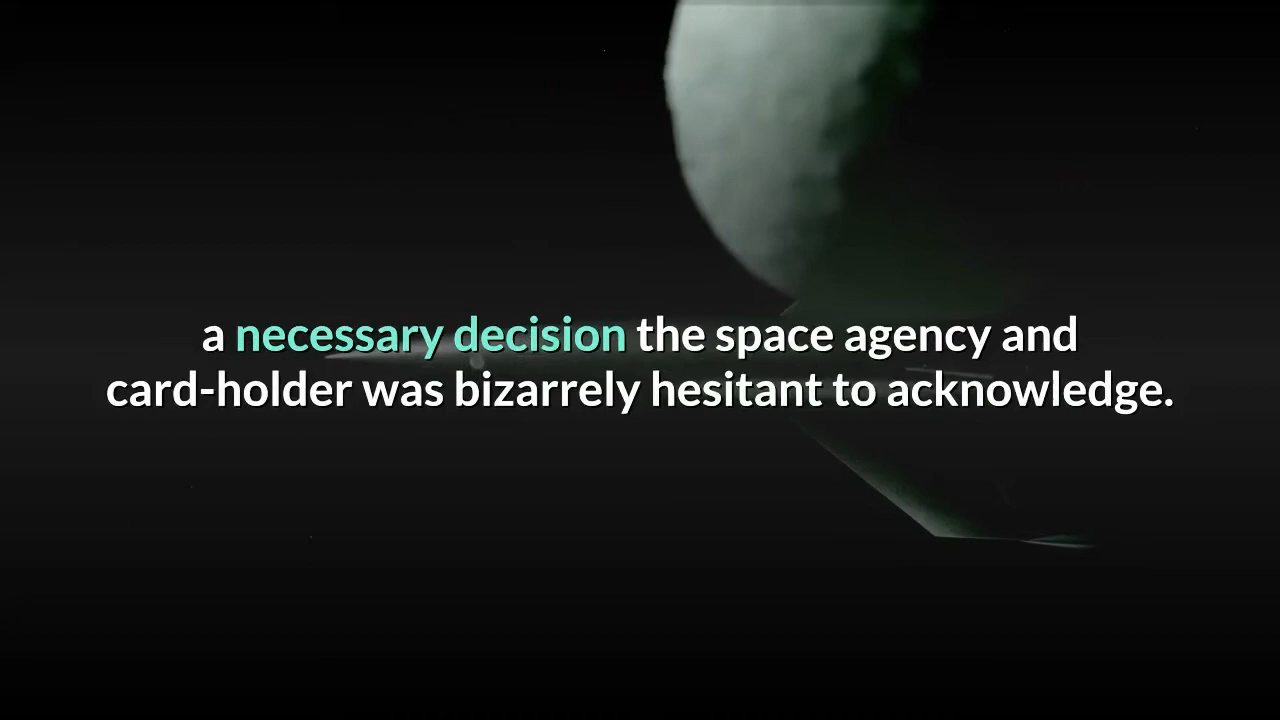 a necessary decision the space agency and
card-holder was bizarrely hesitant to acknowledge.